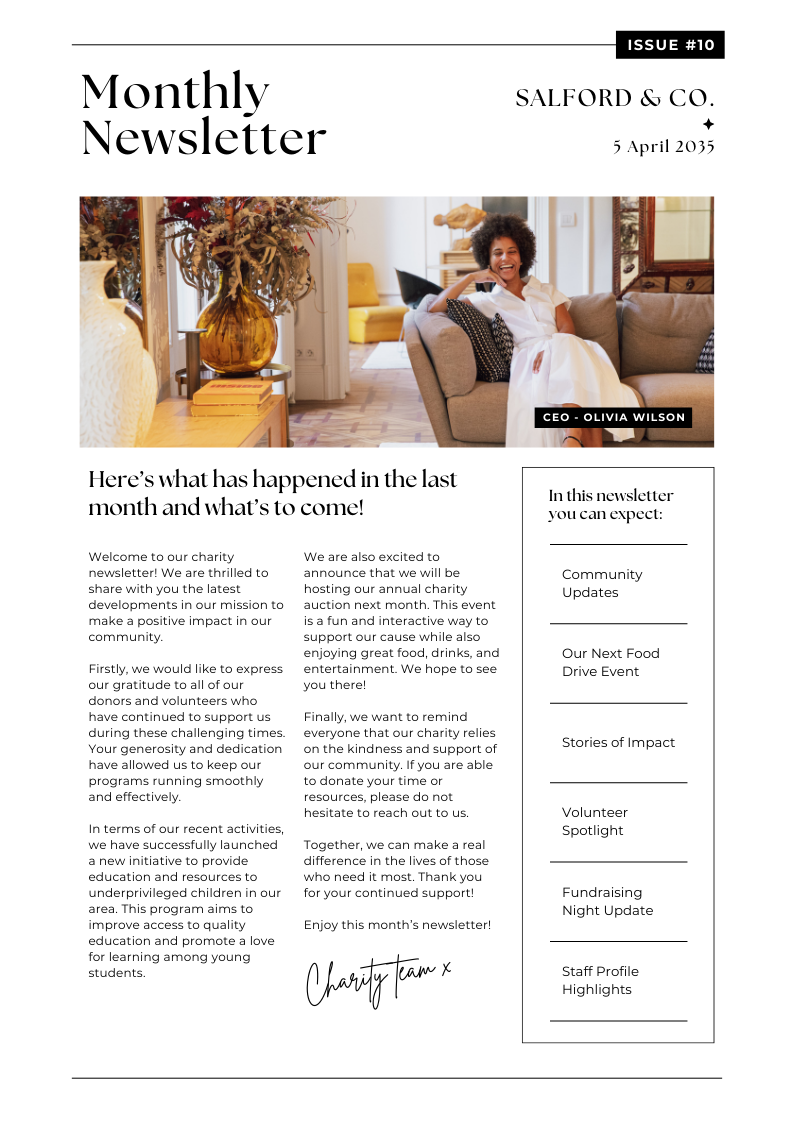 ISSUE #10
Monthly
Newsletter
SALFORD & CO.
5 April 2035
CEO - OLIVIA WILSON
Here's what has happened in the last
month and what's to come!
Welcome to our charity
newsletter! We are thrilled to
share with you the latest
developments in our mission to
make a positive impact in our
community.
Firstly, we would like to express
our gratitude to all of our
donors and volunteers who
have continued to support us
during these challenging times.
Your generosity and dedication
have allowed us to keep our
programs running smoothly
and effectively.
In terms of our recent activities,
we have successfully launched
a new initiative to provide
education and resources to
underprivileged children in our
area. This program aims to
improve access to quality
education and promote a love
for learning among young
students.
We are also excited to
announce that we will be
hosting our annual charity
auction next month. This event
is a fun and interactive way to
support our cause while also
enjoying great food, drinks, and
entertainment. We hope to see
you there!
Finally, we want to remind
everyone that our charity relies
on the kindness and support of
our community. If you are able
to donate your time or
resources, please do not
hesitate to reach out to us.
Together, we can make a real
difference in the lives of those
who need it most. Thank you
for your continued support!
Enjoy this month's newsletter!
Charity Team x
In this newsletter
you can expect:
Community
Updates
Our Next Food
Drive Event
Stories of Impact
Volunteer
Spotlight
Fundraising
Night Update
Staff Profile
Highlights